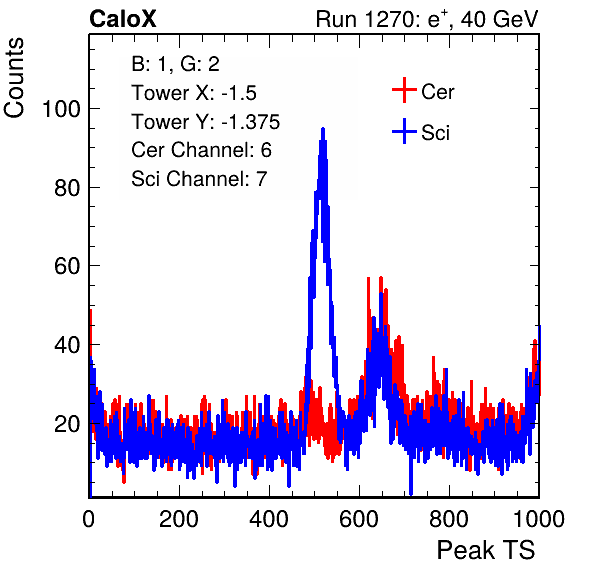 CaloX Run 1270: e⁺, 40 GeV
Counts
B: 1, G: 2
Tower X: -1.5
Tower Y: -1.375
Cer Channel: 6
Sci Channel: 7
Cer
Sci
100
80
60
40
20
0 200 400 600 800 1000
Peak TS